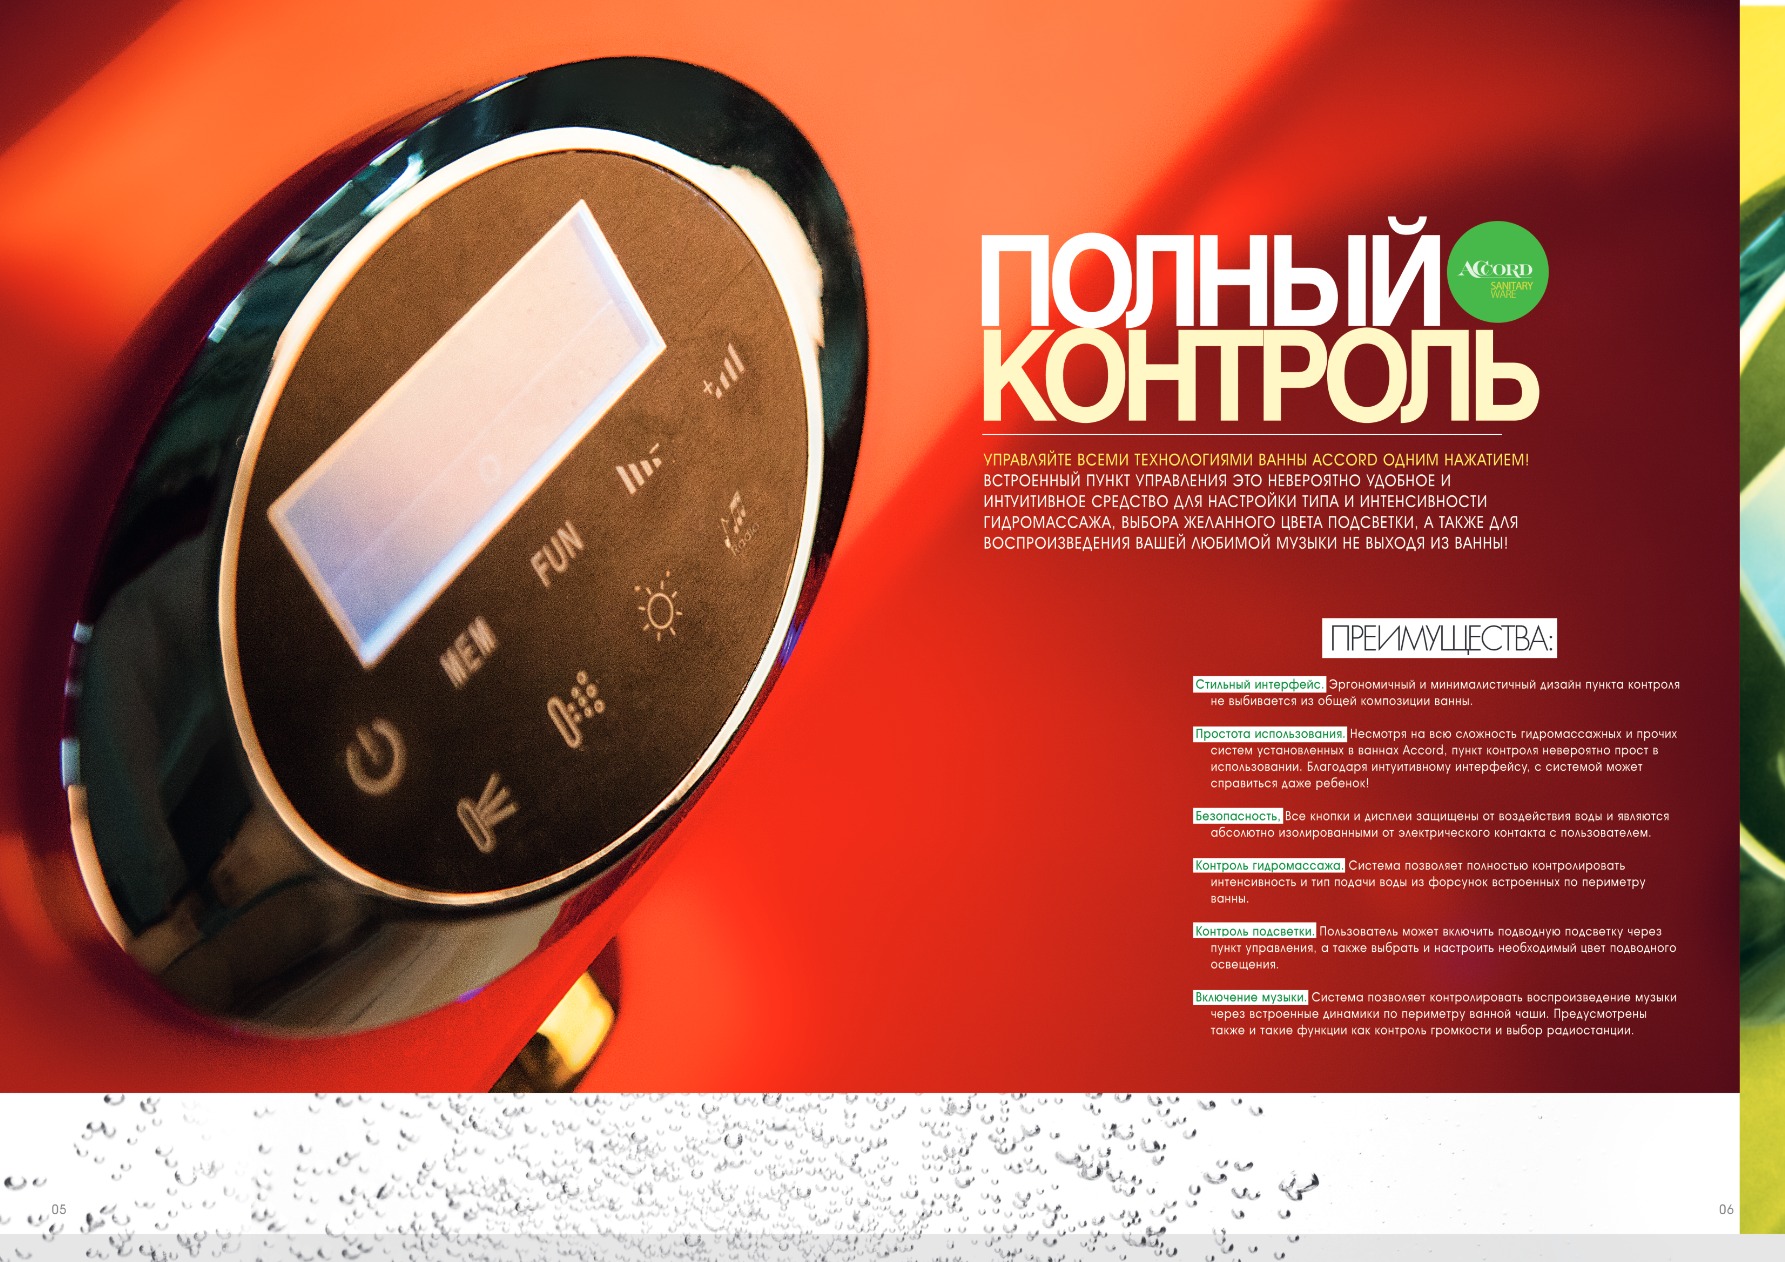 ПОЛНЫЙ
КОНТРОЛЬ
ACCORD
SANITARY
WARE
УПРАВЛЯЙТЕ ВСЕМИ ТЕХНОЛОГИЯМИ ВАННЫ ACCORD ОДНИМ НАЖАТИЕМ!
ВСТРОЕННЫЙ ПУНКТ УПРАВЛЕНИЯ ЭТО НЕВЕРОЯТНО УДОБНОЕ И
ИНТУИТИВНОЕ СРЕДСТВО ДЛЯ НАСТРОЙКИ ТИПА И ИНТЕНСИВНОСТИ
ГИДРОМАССАЖА, ВЫБОРА ЖЕЛАННОГО ЦВЕТА ПОДСВЕТКИ, А ТАКЖЕ ДЛЯ
ВОСПРОИЗВЕДЕНИЯ ВАШЕЙ ЛЮБИМОЙ МУЗЫКИ НЕ ВЫХОДЯ ИЗ ВАННЫ!
ПРЕИМУЩЕСТВА:
Стильный интерфейс. Эргономичный и минималистичный дизайн пункта контроля
не выбивается из общей композиции ванны.
Простота использования. Несмотря на всю сложность гидромассажных и прочих
систем установленных в ваннах Accord, пункт контроля невероятно прост в
использовании. Благодаря интуитивному интерфейсу, с системой может
справиться даже ребенок!
Безопасность, Все кнопки и дисплеи защищены от воздействия воды и являются
абсолютно изолированными от электрического контакта с пользователем.
Контроль гидромассажа. Система позволяет полностью контролировать
интенсивность и тип подачи воды из форсунок встроенных по периметру
ванны.
Контроль подсветки. Пользователь может включить подводную подсветку через
пункт управления, а также выбрать и настроить необходимый цвет подводного
освещения.
Включение музыки. Система позволяет контролировать воспроизведение музыки
через встроенные динамики по периметру ванной чаши. Предусмотрены
также и такие функции как контроль громкости и выбор радиостанции.
FUN
MEM
Radio
05
06